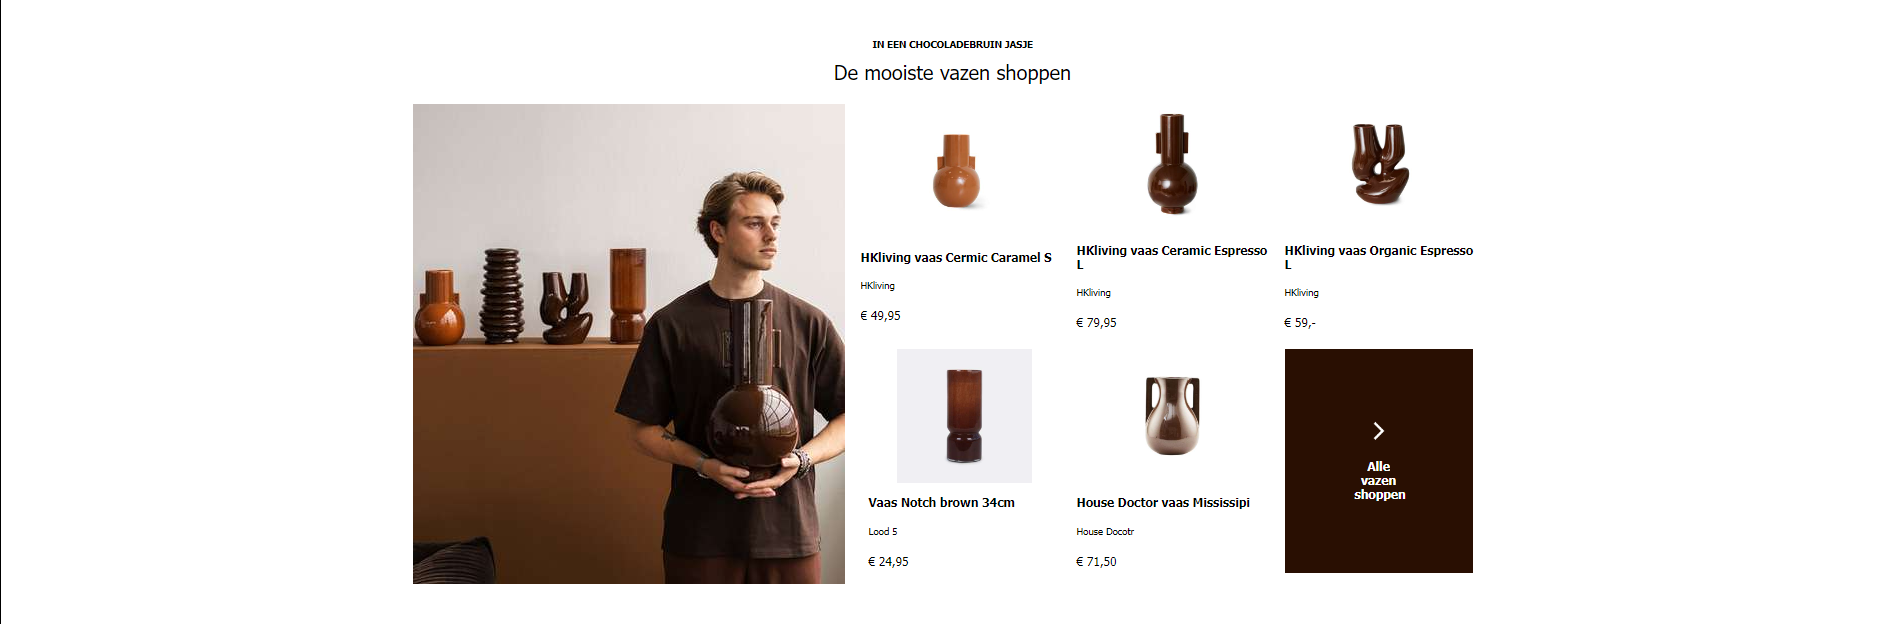 IN EEN CHOCOLADEBRUIN JASJE
De mooiste vazen shoppen
HKliving vaas Cermic Caramel S
HKliving
€ 49,95
HKliving vaas Ceramic Espresso
L
HKliving
€ 79,95
HKliving vaas Organic Espresso
L
HKliving
€ 59,-
Vaas Notch brown 34cm
Lood 5
€ 24,95
House Doctor vaas Mississipi
House Docotr
€ 71,50
Alle
vazen
shoppen